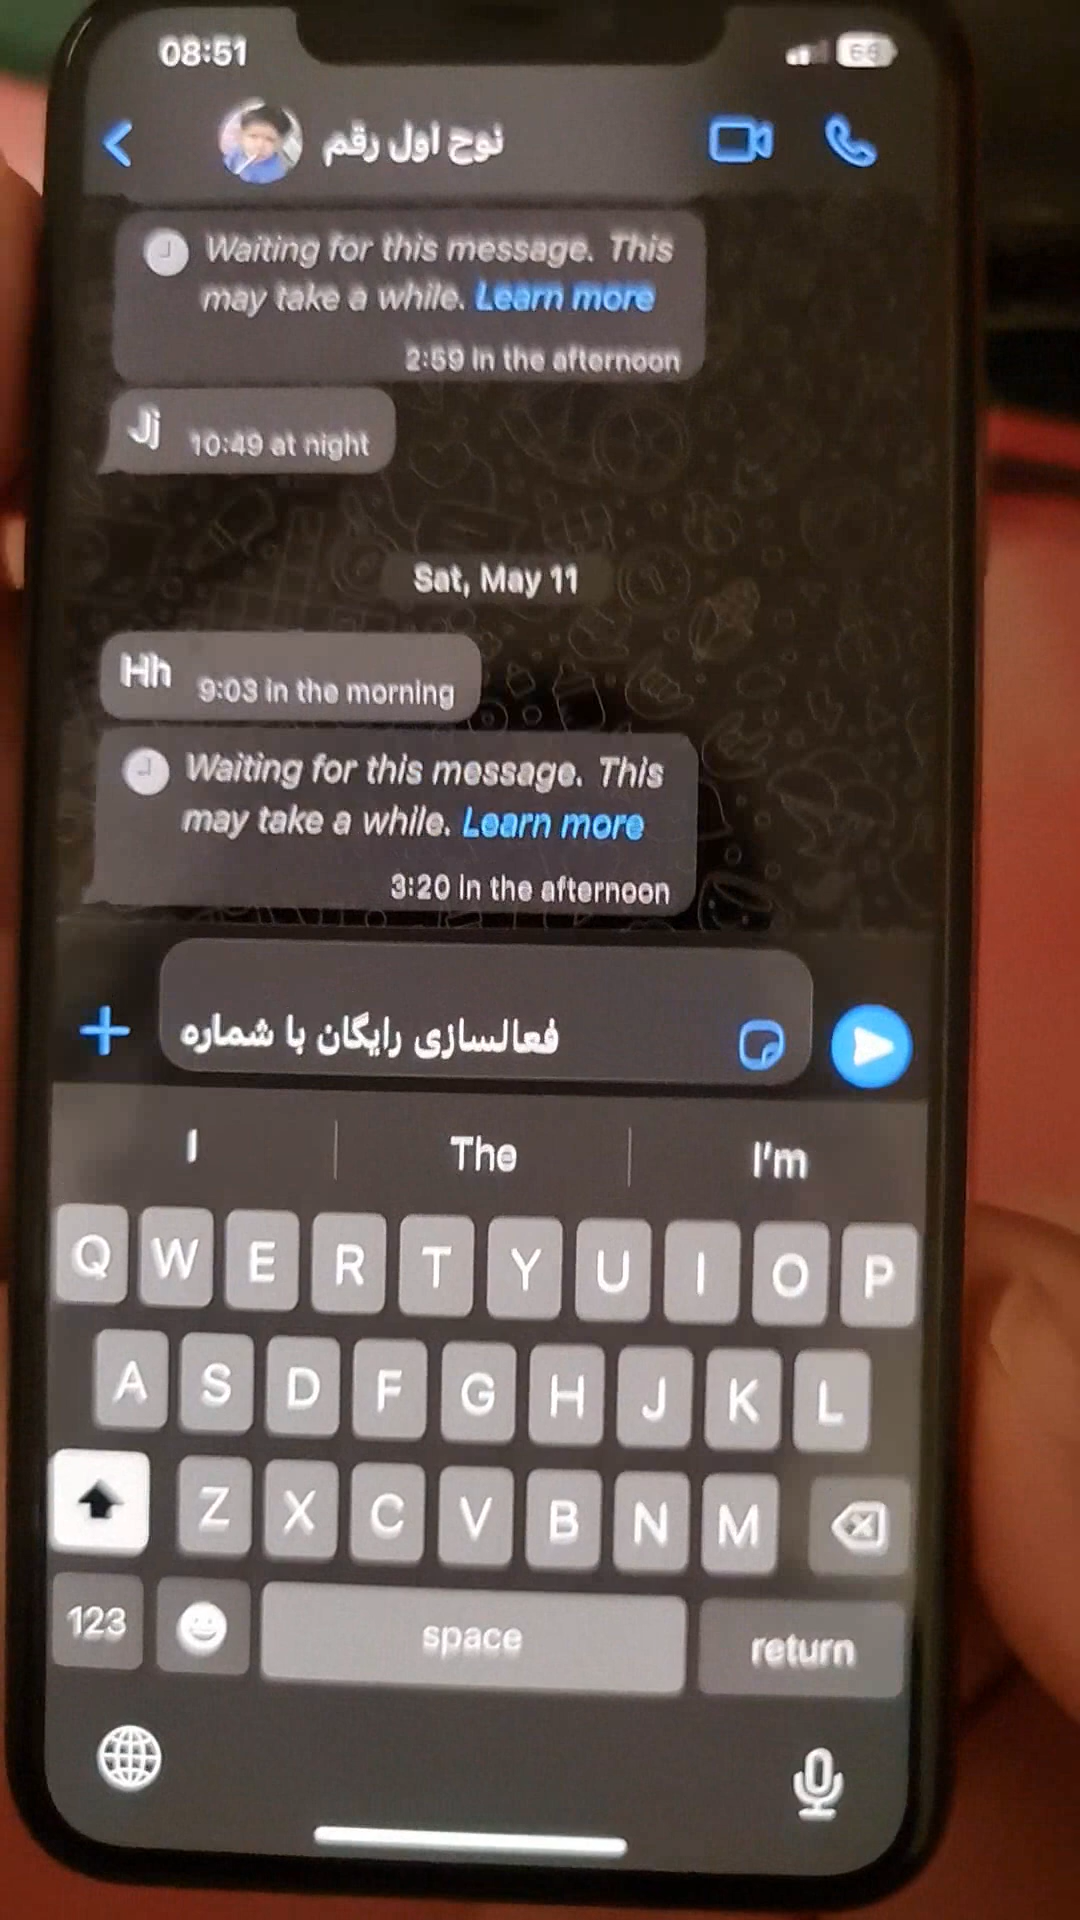 08:51
66
نوح اول رقم
Waiting for this message. This
may take a while. Learn more
2:59 in the afternoon
Jj
10:49 at night
Sat, May 11
Hh
9:03 in the morning
Waiting for this message. This
may take a while. Learn more
3:20 in the afternoon
فعالسازی رایگان با شماره
I The I'm
Q W E R T Y U I O P
A S D F G H J K L
Z X C V B N M
123 space return